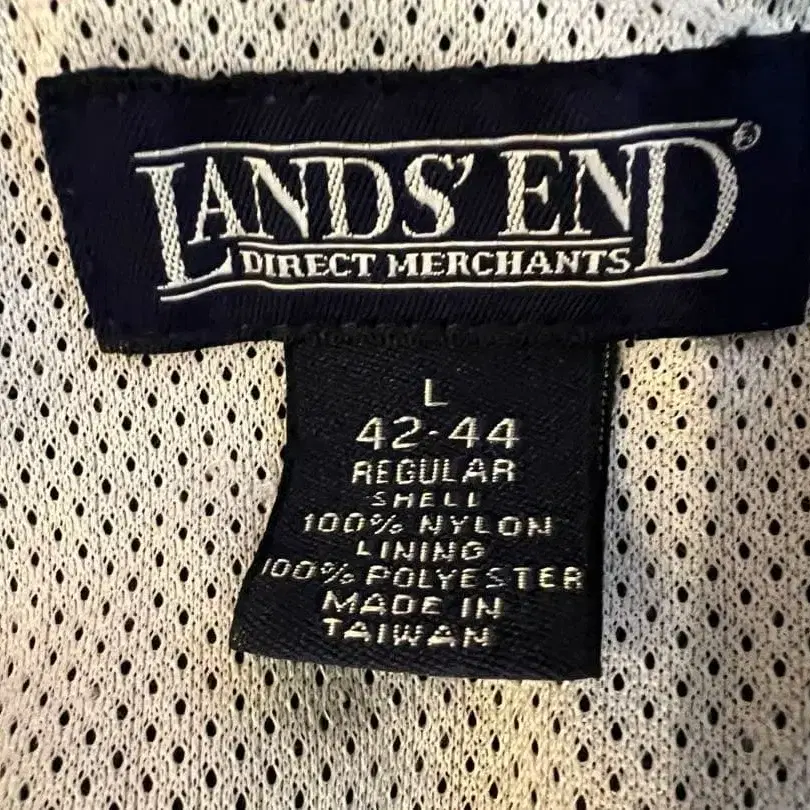 LANDS' END®
DIRECT MERCHANTS
L
42-44
REGULAR
SHELL
100% NYLON
LINING
100% POLYESTER
MADE IN
TAIWAN